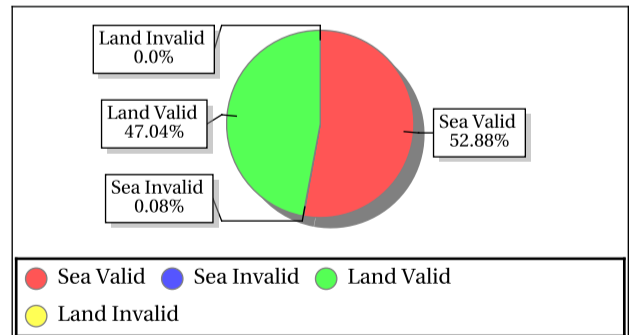 Land Invalid
0.0%
Land Valid
47.04%
Sea Valid
52.88%
Sea Invalid
0.08%
Sea Valid Sea Invalid Land Valid
Land Invalid